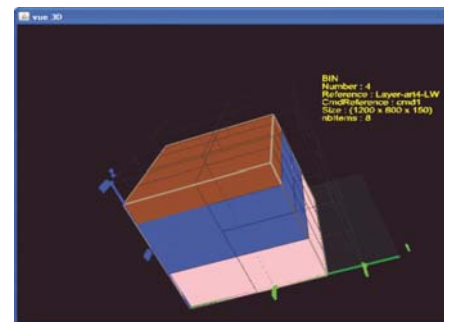 vue 3D
BIN
Number : 4
Reference : Layer-art4-LW
CmdReference : cmd1
Size : (1200 x 800 x 150)
nbItems : 8